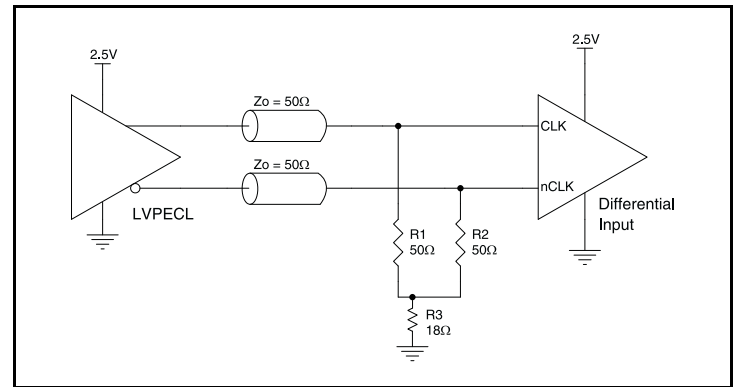 2.5V
2.5V
Zo = 50Ω
CLK
Zo = 50Ω
nCLK
LVPECL
Differential
Input
R1
50Ω
R2
50Ω
R3
18Ω